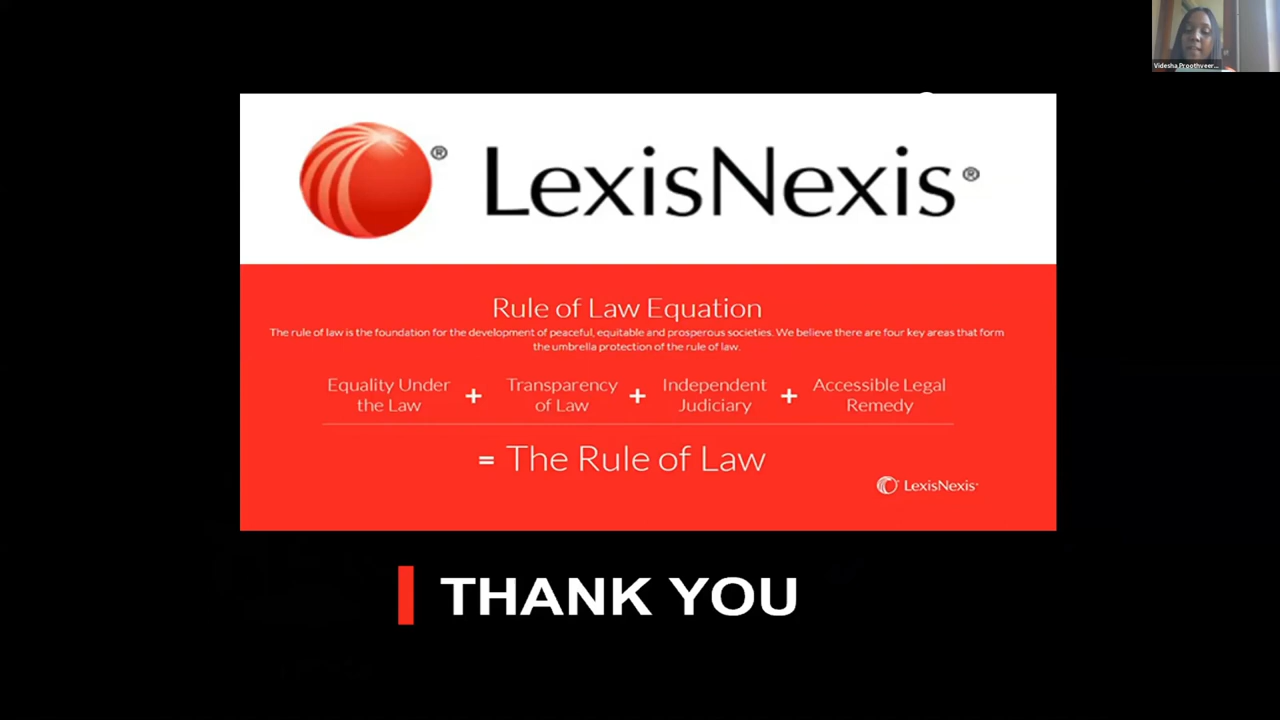 Videsha Proothveer...
LexisNexis®
Rule of Law Equation
The rule of law is the foundation for the development of peaceful, equitable and prosperous societies. We believe there are four key areas that form
the umbrella protection of the rule of law.
Equality Under
the Law
+
Transparency
of Law
+
Independent
Judiciary
+
Accessible Legal
Remedy
= The Rule of Law
LexisNexis®
THANK YOU